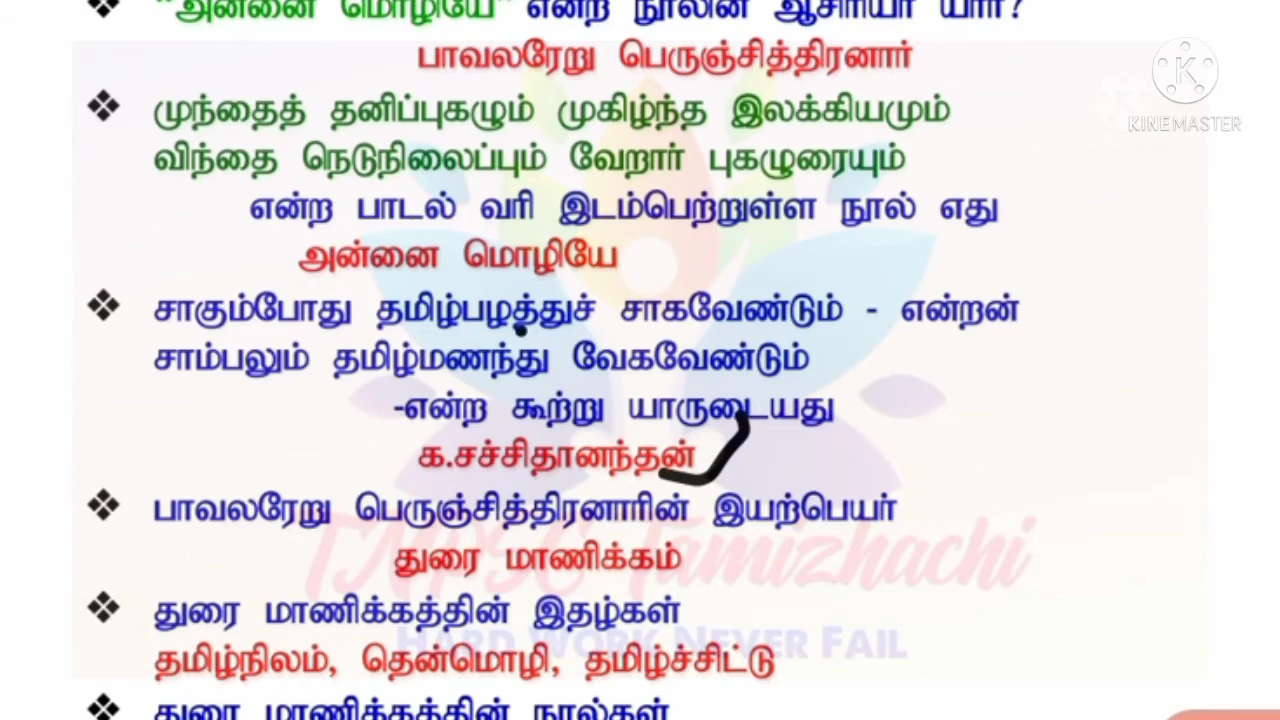 ❖ "அன்னை மொழியே" என்ற நூலின் ஆசிரியர் யார்?
பாவலரேறு பெருஞ்சித்திரனார்
KINEMASTER
❖ முந்தைத் தனிப்புகழும் முகிழ்ந்த இலக்கியமும்
விந்தை நெடுநிலைப்பும் வேறார் புகழுரையும்
என்ற பாடல் வரி இடம்பெற்றுள்ள நூல் எது
அன்னை மொழியே
❖ சாகும்போது தமிழ்பழத்துச் சாகவேண்டும் - என்றன்
சாம்பலும் தமிழ்மணந்து வேகவேண்டும்
-என்ற கூற்று யாருடையது
க.சச்சிதானந்தன்
❖ பாவலரேறு பெருஞ்சித்திரனாரின் இயற்பெயர்
துரை மாணிக்கம்
TNPSC Tamizhachi
❖ துரை மாணிக்கத்தின் இதழ்கள்
HARD WORK NEVER FAIL
தமிழ்நிலம், தென்மொழி, தமிழ்ச்சிட்டு
❖ துரை மாணிக்கத்தின் நூல்கள்